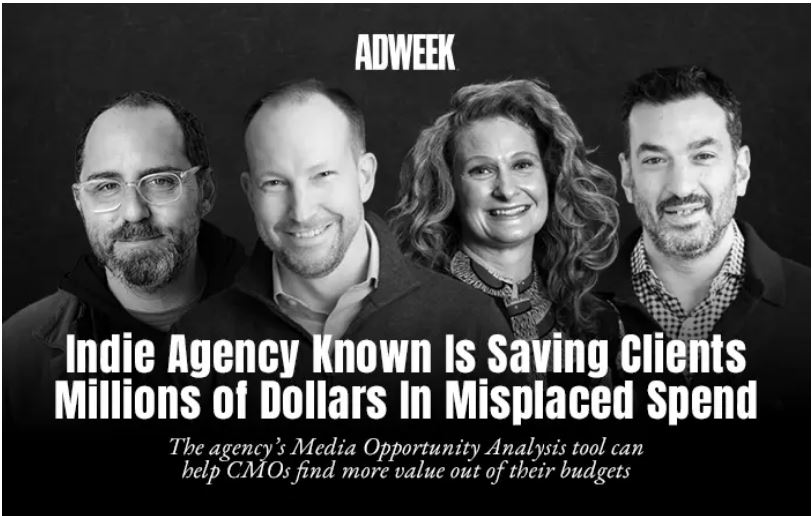 ADWEEK
Indie Agency Known Is Saving Clients
Millions of Dollars In Misplaced Spend
The agency's Media Opportunity Analysis tool can
help CMOs find more value out of their budgets